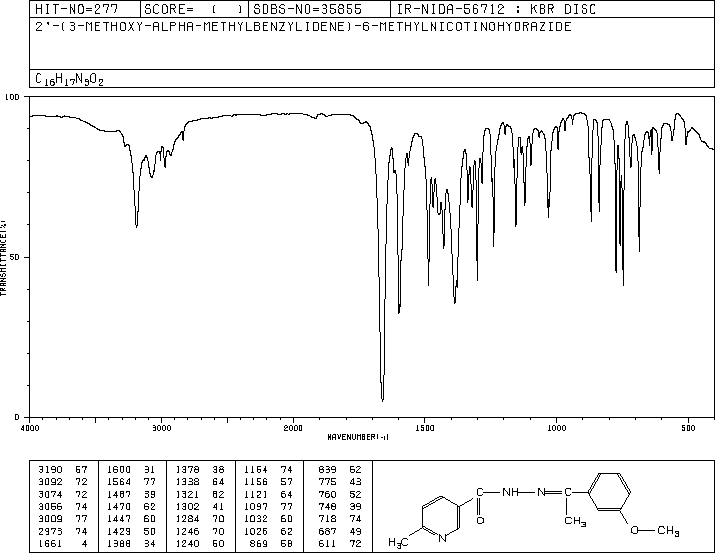 HIT-NO=277 SCORE= ( ) SDBS-NO=35855 IR-NIDA-56712 : KBR DISC
2'-(3-METHOXY-ALPHA-METHYLBENZYLIDENE)-6-METHYLNICOTINOHYDRAZIDE
C16H17N3O2
100
50
0
TRANSMITTANCE(%)
4000 3000 2000 1500 1000 500
WAVENUMBER(-1)
3190 57 1600 31 1378 38 1164 74 839 62
3092 72 1564 77 1338 64 1156 57 775 43
3074 72 1487 39 1321 62 1121 64 760 52
3056 74 1470 62 1302 41 1097 77 748 39
3009 77 1447 60 1284 70 1032 60 718 74
2973 74 1429 50 1246 70 1026 62 687 49
1661 4 1388 34 1240 50 869 58 611 72
C NH N C
O CH3
H3C N O CH3